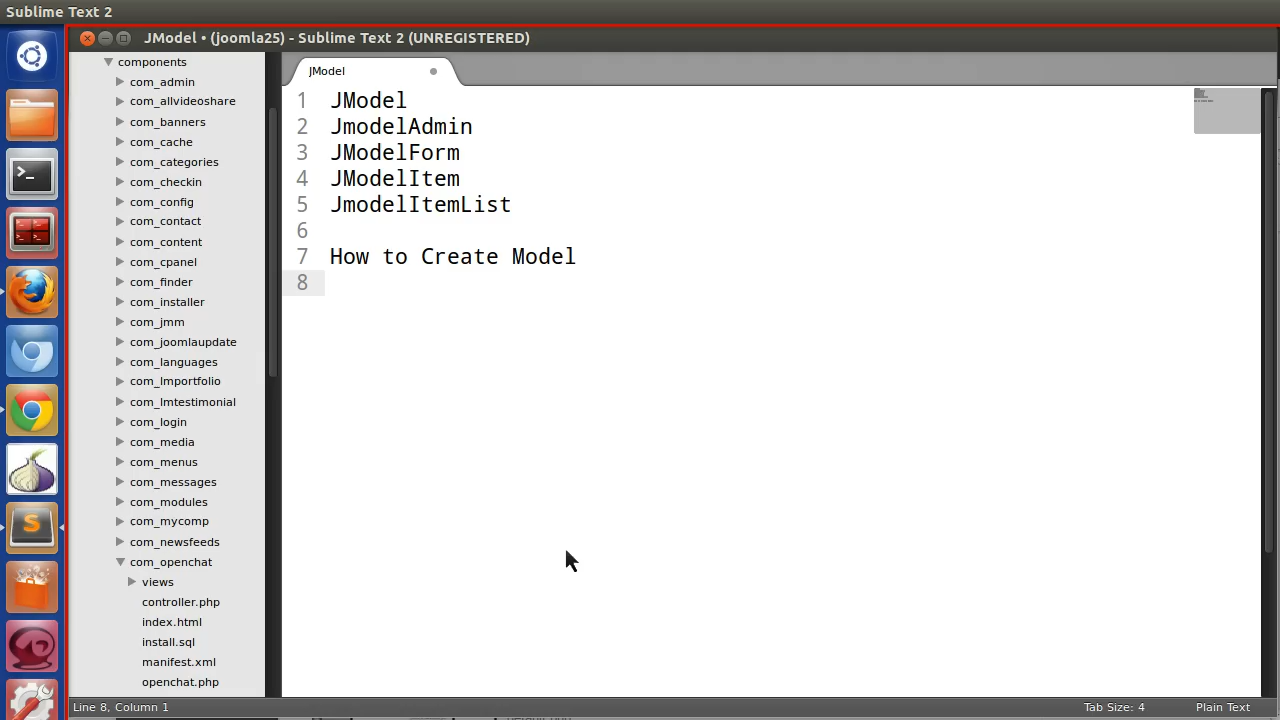 Sublime Text 2
JModel • (joomla25) - Sublime Text 2 (UNREGISTERED)
components
com_admin
com_allvideoshare
com_banners
com_cache
com_categories
com_checkin
com_config
com_contact
com_content
com_cpanel
com_finder
com_installer
com_jmm
com_joomlaupdate
com_languages
com_lmportfolio
com_lmtestimonial
com_login
com_media
com_menus
com_messages
com_modules
com_mycomp
com_newsfeeds
com_openchat
views
controller.php
index.html
install.sql
manifest.xml
openchat.php
JModel
1 JModel
2 JmodelAdmin
3 JModelForm
4 JModelItem
5 JmodelItemList
6
7 How to Create Model
8
Line 8, Column 1
Tab Size: 4
Plain Text